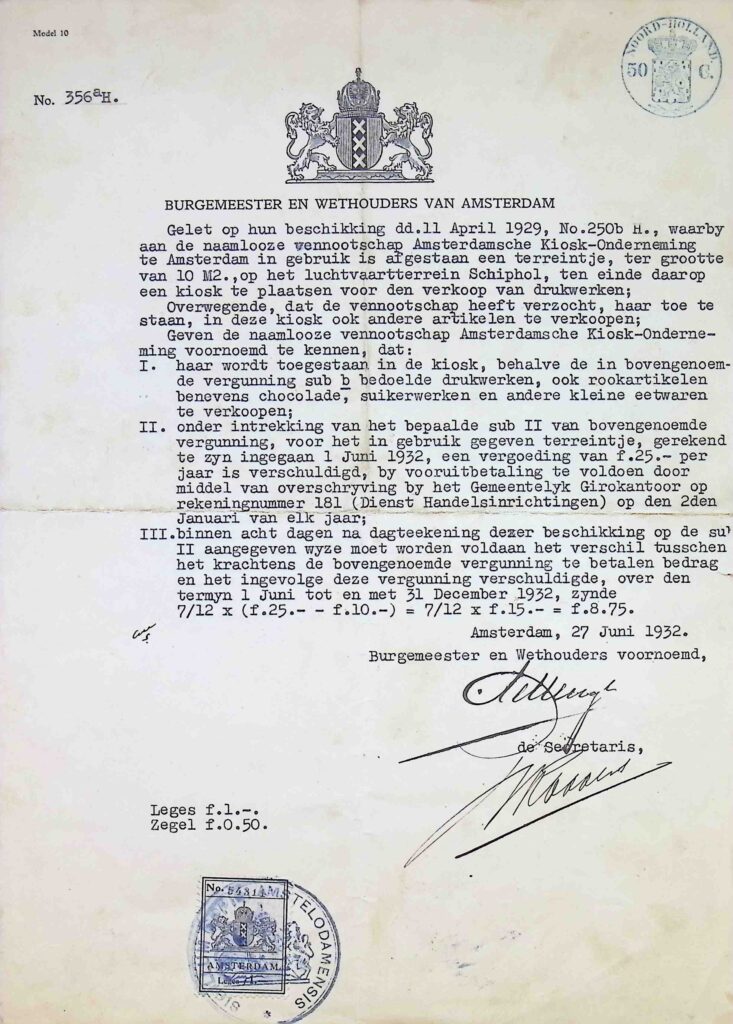 Model 10
NOORD-HOLLAND
50 C.
No. 356aH.
BURGEMEESTER EN WETHOUDERS VAN AMSTERDAM
Gelet op hun beschikking dd.11 April 1929, No.250b H., waarby
aan de naamlooze vennootschap Amsterdamsche Kiosk-Onderneming
te Amsterdam in gebruik is afgestaan een terreintje, ter grootte
van 10 M2.,op het luchtvaartterrein Schiphol, ten einde daarop
een kiosk te plaatsen voor den verkoop van drukwerken;
Overwegende, dat de vennootschap heeft verzocht, haar toe te
staan, in deze kiosk ook andere artikelen te verkoopen;
Geven de naamlooze vennootschap Amsterdamsche Kiosk-Onderne-
ming voornoemd te kennen, dat:
I. haar wordt toegestaan in de kiosk, behalve de in bovengenoem-
de vergunning sub b bedoelde drukwerken, ook rookartikelen
benevens chocolade, suikerwerken en andere kleine eetwaren
te verkoopen;
II. onder intrekking van het bepaalde sub II van bovengenoemde
vergunning, voor het in gebruik gegeven terreintje, gerekend
te zyn ingegaan 1 Juni 1932, een vergoeding van f.25.- per
jaar is verschuldigd, by vooruitbetaling te voldoen door
middel van overschryving by het Gemeentelyk Girokantoor op
rekeningnummer 181 (Dienst Handelsinrichtingen) op den 2den
Januari van elk jaar;
III.binnen acht dagen na dagteekening dezer beschikking op de sub
II aangegeven wyze moet worden voldaan het verschil tusschen
het krachtens de bovengenoemde vergunning te betalen bedrag
en het ingevolge deze vergunning verschuldigde, over den
termyn 1 Juni tot en met 31 December 1932, zynde
7/12 x (f.25.- - f.10.-) = 7/12 x f.15.- = f.8.75.
Amsterdam, 27 Juni 1932.
Burgemeester en Wethouders voornoemd,
de Secretaris,
Leges f.1.-.
Zegel f.0.50.
No.
AMSTELODAMENSIS
AMSTERDAM
Leges